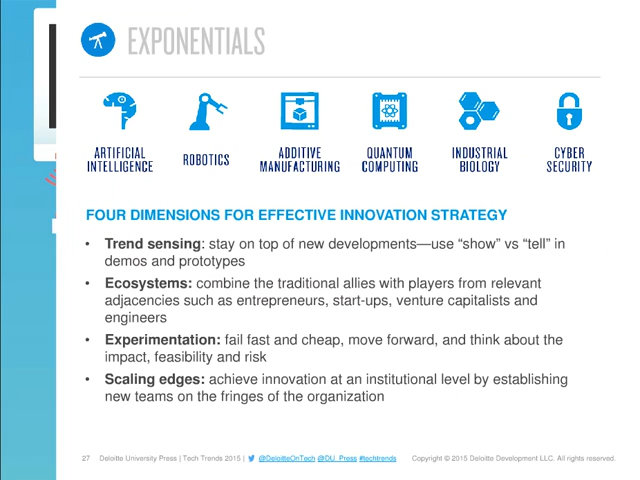 EXPONENTIALS
ARTIFICIAL
INTELLIGENCE
ROBOTICS
ADDITIVE
MANUFACTURING
QUANTUM
COMPUTING
INDUSTRIAL
BIOLOGY
CYBER
SECURITY
FOUR DIMENSIONS FOR EFFECTIVE INNOVATION STRATEGY
• Trend sensing: stay on top of new developments—use “show” vs “tell” in
demos and prototypes
• Ecosystems: combine the traditional allies with players from relevant
adjacencies such as entrepreneurs, start-ups, venture capitalists and
engineers
• Experimentation: fail fast and cheap, move forward, and think about the
impact, feasibility and risk
• Scaling edges: achieve innovation at an institutional level by establishing
new teams on the fringes of the organization
27 Deloitte University Press | Tech Trends 2015 | @DeloitteOnTech @DU_Press #techtrends Copyright © 2015 Deloitte Development LLC. All rights reserved.